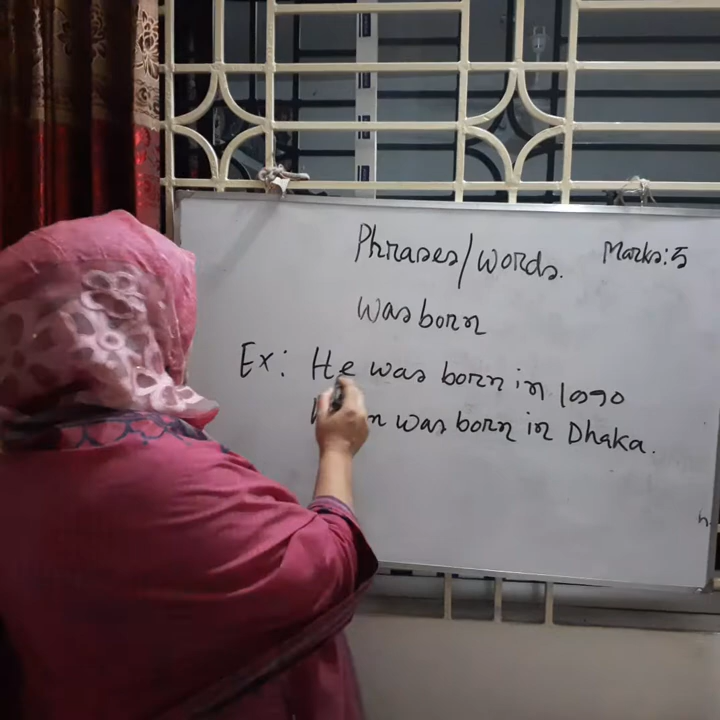 Phrases/words. Marks: 5
was born
Ex: He was born in 1990
was born in Dhaka.